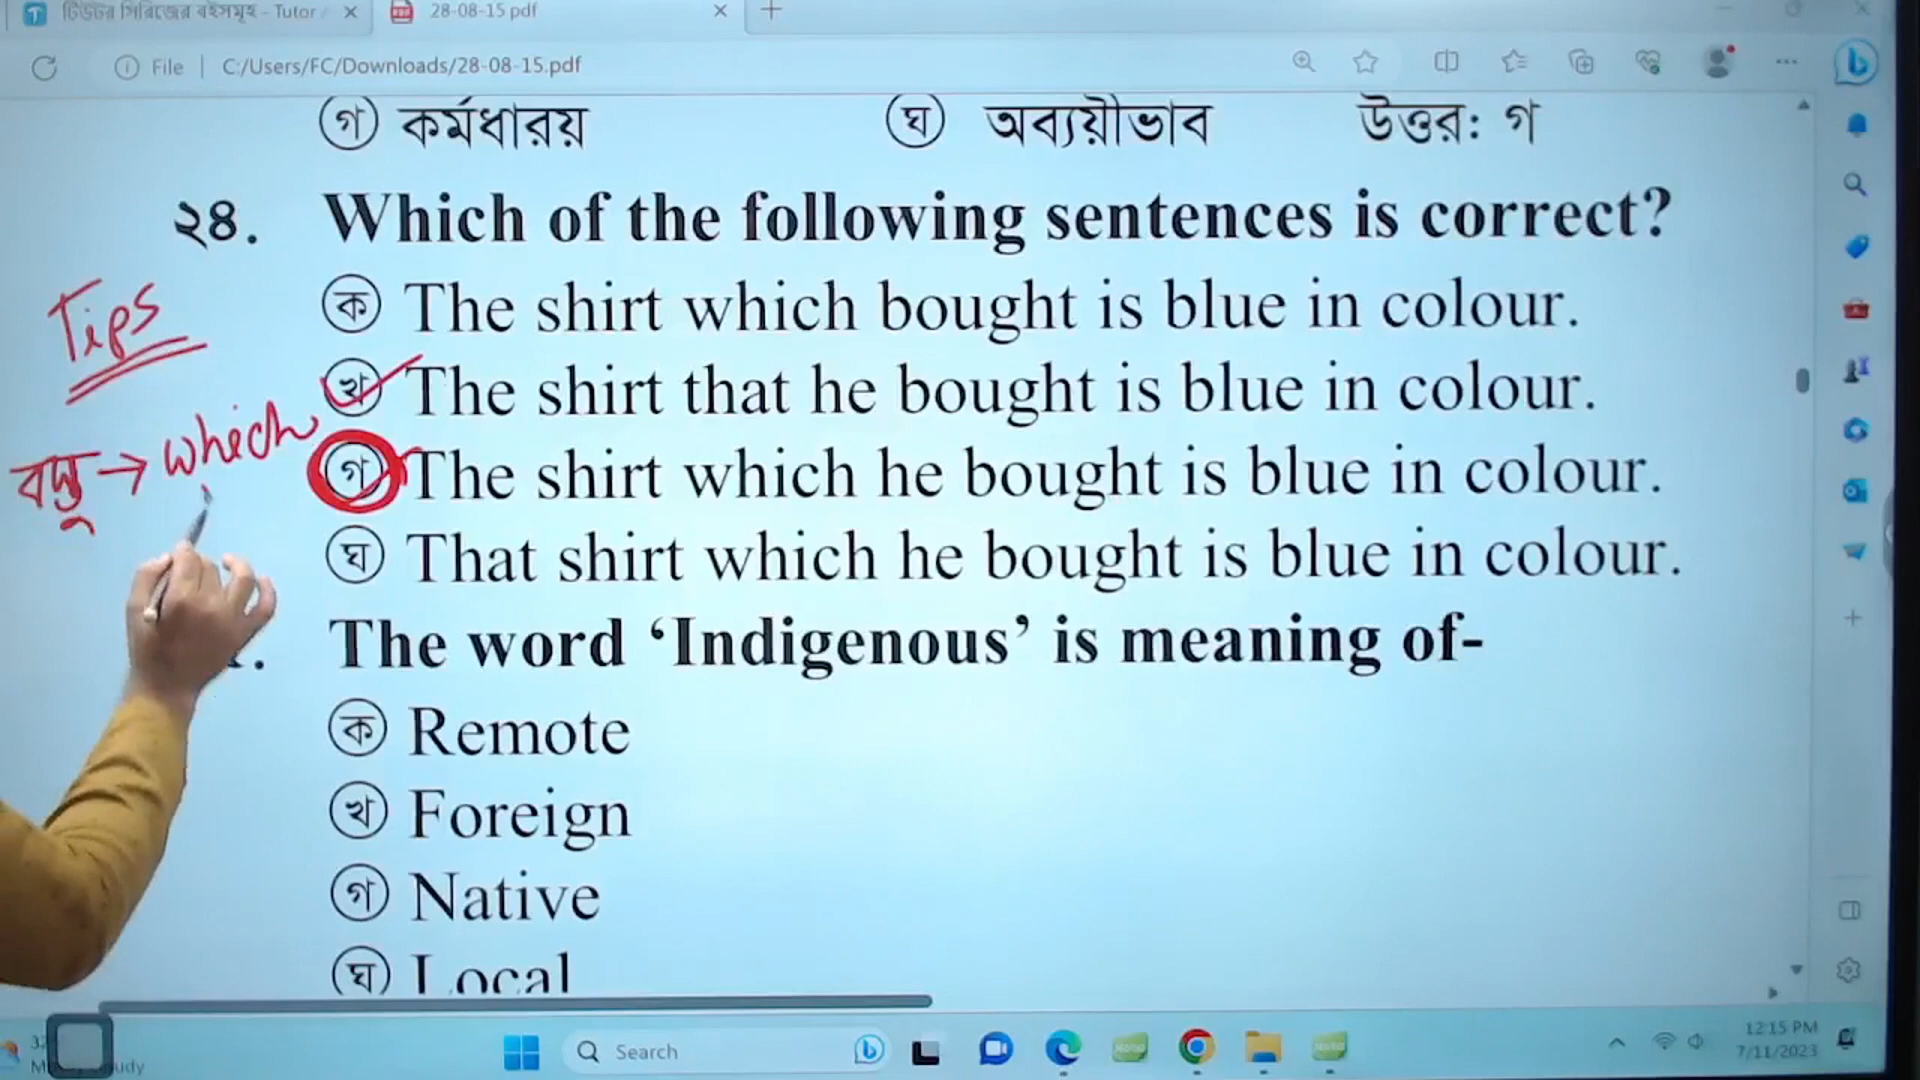 টিউটর সিরিজের বইসমূহ - Tutor
28-08-15 pdf
File C:/Users/FC/Downloads/28-08-15.pdf
গ কর্মধারয় ঘ অব্যয়ীভাব উত্তরঃ গ
২৪. Which of the following sentences is correct?
ক The shirt which bought is blue in colour.
Tips
খ The shirt that he bought is blue in colour.
বস্তু → which
গ The shirt which he bought is blue in colour.
ঘ That shirt which he bought is blue in colour.
The word ‘Indigenous’ is meaning of-
ক Remote
খ Foreign
গ Native
ঘ Local
Search
12:15 PM
7/11/2023